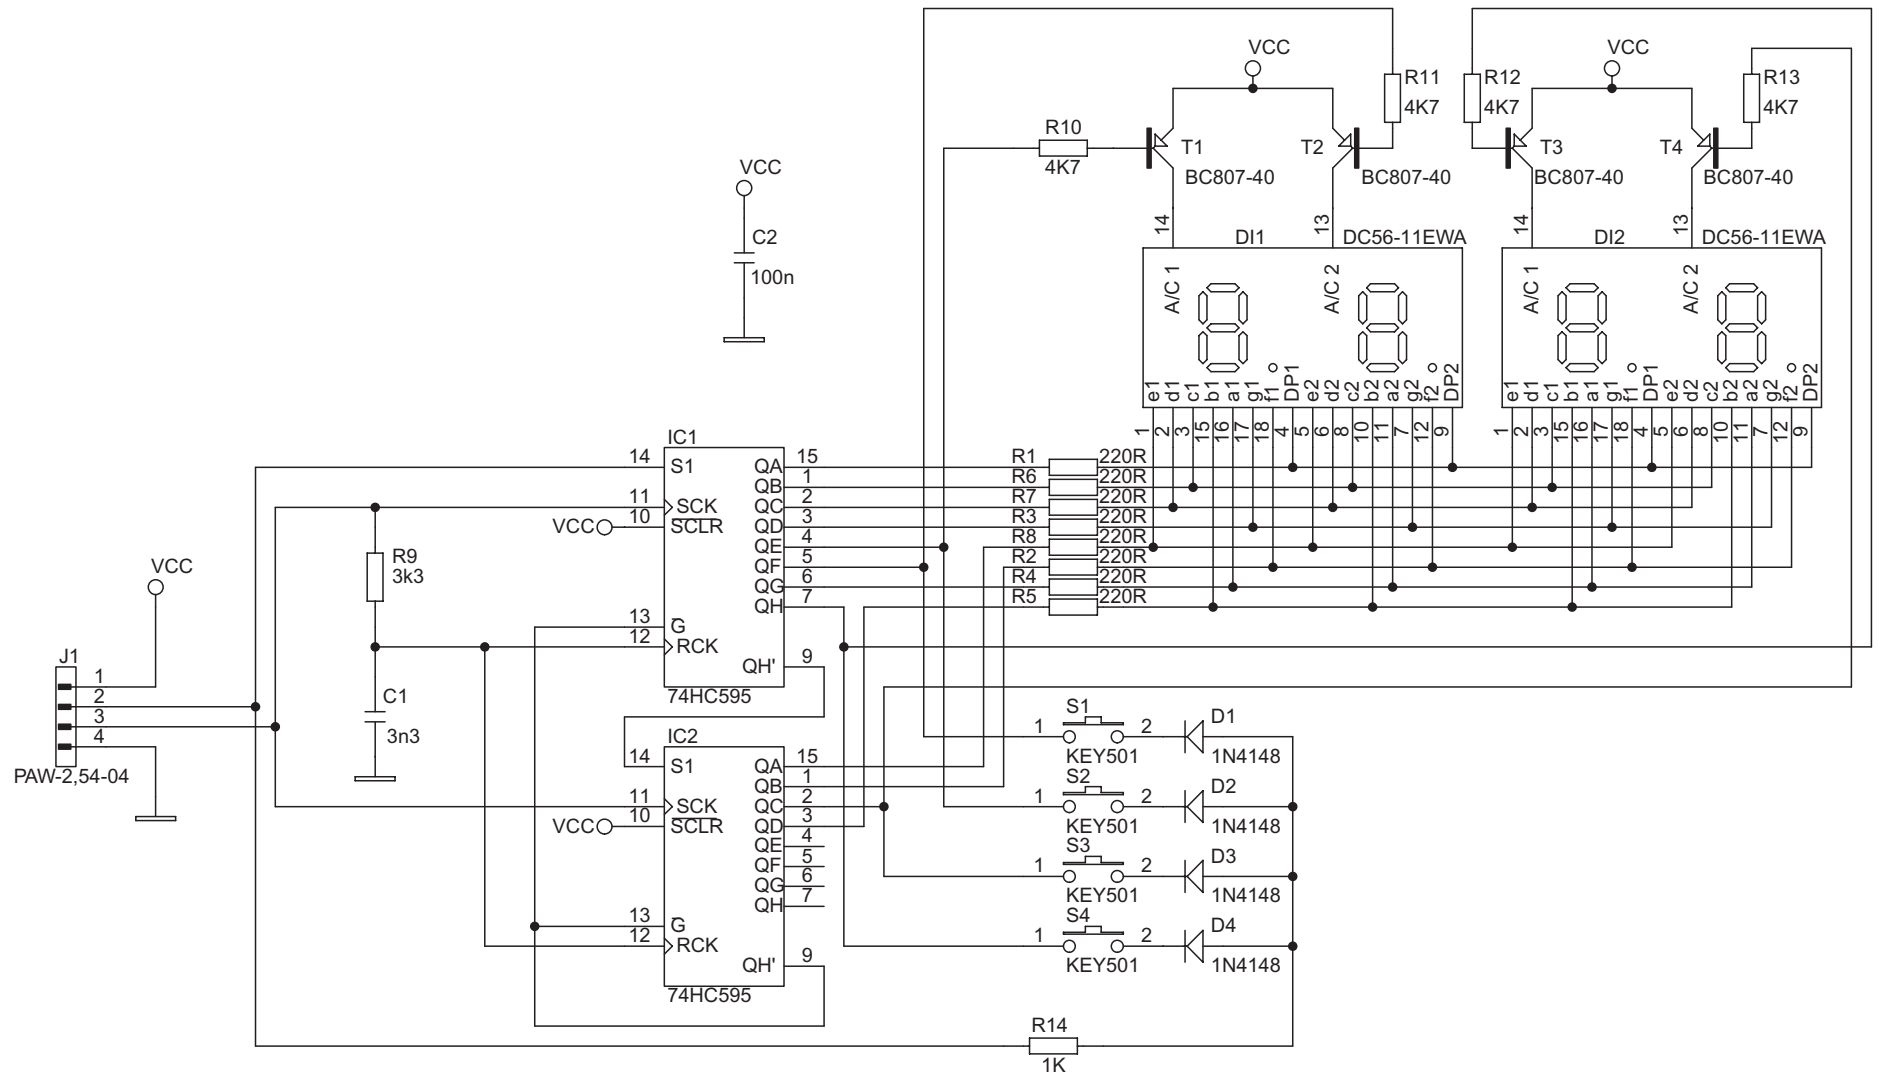 VCC
VCC
R11
4K7
R12
4K7
R13
4K7
R10
4K7
T1
BC807-40
T2
BC807-40
T3
BC807-40
T4
BC807-40
VCC
C2
100n
14
13
14
13
DI1
DC56-11EWA
DI2
DC56-11EWA
A/C 1
A/C 2
A/C 1
A/C 2
e1 d1 c1 b1 a1 g1 f1 DP1 e2 d2 c2 b2 a2 g2 f2 DP2
e1 d1 c1 b1 a1 g1 f1 DP1 e2 d2 c2 b2 a2 g2 f2 DP2
1 2 3 15 16 17 18 4 5 6 8 10 11 7 12 9
1 2 3 15 16 17 18 4 5 6 8 10 11 7 12 9
IC1
14 S1 QA 15
QB 1
11 SCK QC 2
VCC 10 SCLR QD 3
QE 4
QF 5
QG 6
QH 7
13 G
12 RCK
QH' 9
74HC595
R1 220R
R6 220R
R7 220R
R3 220R
R8 220R
R2 220R
R4 220R
R5 220R
R9
3k3
C1
3n3
VCC
J1
1
2
3
4
PAW-2,54-04
IC2
14 S1 QA 15
QB 1
11 SCK QC 2
VCC 10 SCLR QD 3
QE 4
QF 5
QG 6
QH 7
13 G
12 RCK
QH' 9
74HC595
S1
1 2
KEY501
D1
1N4148
S2
1 2
KEY501
D2
1N4148
S3
1 2
KEY501
D3
1N4148
S4
1 2
KEY501
D4
1N4148
R14
1K